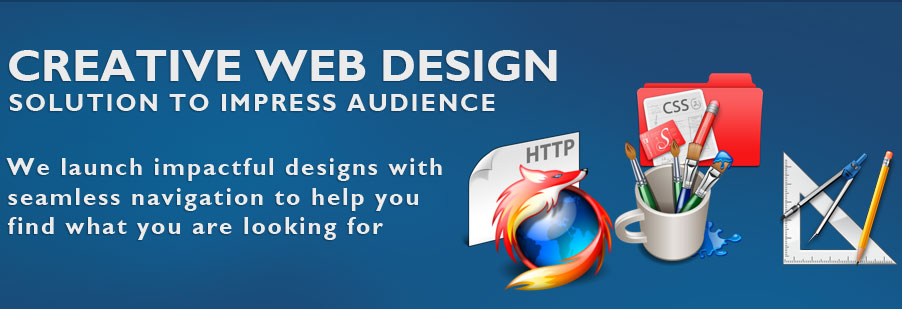 CREATIVE WEB DESIGN
SOLUTION TO IMPRESS AUDIENCE
We launch impactful designs with
seamless navigation to help you
find what you are looking for
HTTP
CSS
S